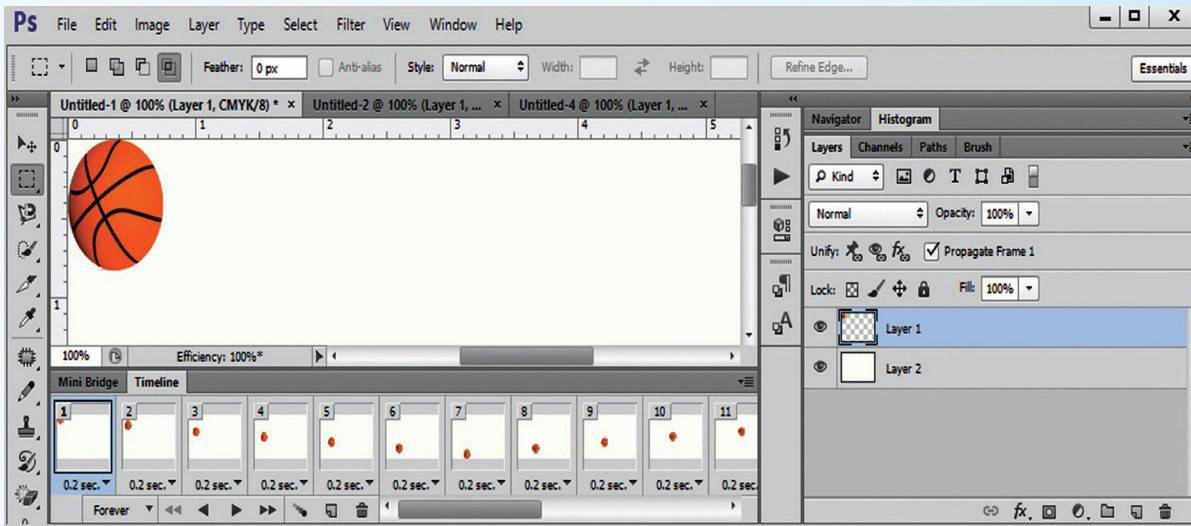 Ps File Edit Image Layer Type Select Filter View Window Help
Feather: 0 px Anti-alias Style: Normal Width: Height: Refine Edge... Essentials
Untitled-1 @ 100% (Layer 1, CMYK/8) * × Untitled-2 @ 100% (Layer 1, ... × Untitled-4 @ 100% (Layer 1, ... ×
0 1 2 3 4 5
0
1
100% Efficiency: 100%*
Mini Bridge Timeline
1 2 3 4 5 6 7 8 9 10 11
0.2 sec. 0.2 sec. 0.2 sec. 0.2 sec. 0.2 sec. 0.2 sec. 0.2 sec. 0.2 sec. 0.2 sec. 0.2 sec. 0.2 sec.
Forever
Navigator Histogram
Layers Channels Paths Brush
Kind T
Normal Opacity: 100%
Unify: fx Propagate Frame 1
Lock: Fill: 100%
A
Layer 1
Layer 2
fx